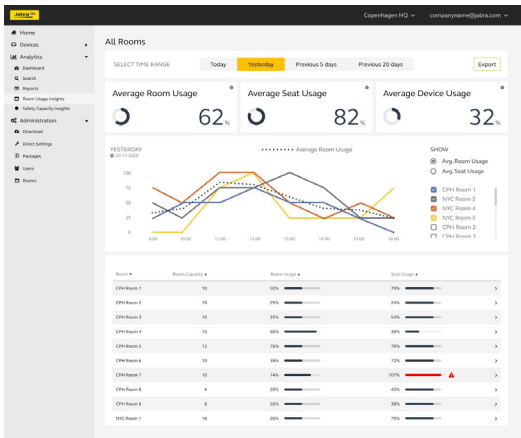 Jabra GN
Copenhagen HQ
companyname@jabra.com
Home
Devices
Analytics
Dashboard
Search
Reports
Room Usage Insights
Safety Capacity Insights
Administration
Download
Direct Settings
Packages
Users
Rooms
All Rooms
SELECT TIME RANGE
Today
Yesterday
Previous 5 days
Previous 20 days
Export
Average Room Usage
62%
Average Seat Usage
82%
Average Device Usage
32%
YESTERDAY
20-11-2020
Average Room Usage
100
75
50
25
0
9.00 10.00 11.00 12.00 13.00 14.00 15.00 16.00
SHOW
Avg. Room Usage
Avg. Seat Usage
CPH Room 1
NYC Room 2
NYC Room 4
NYC Room 5
CPH Room 2
CPH Room 3
Room Room Capacity Room Usage Seat Usage
CPH Room 1 10 50% 79%
CPH Room 2 10 25% 24%
CPH Room 3 10 35% 54%
CPH Room 4 10 90% 39%
CPH Room 5 12 76% 78%
CPH Room 6 10 36% 72%
CPH Room 7 10 74% 107%
CPH Room 8 4 20% 43%
CPH Room 9 8 50% 38%
NYC Room 1 16 50% 79%